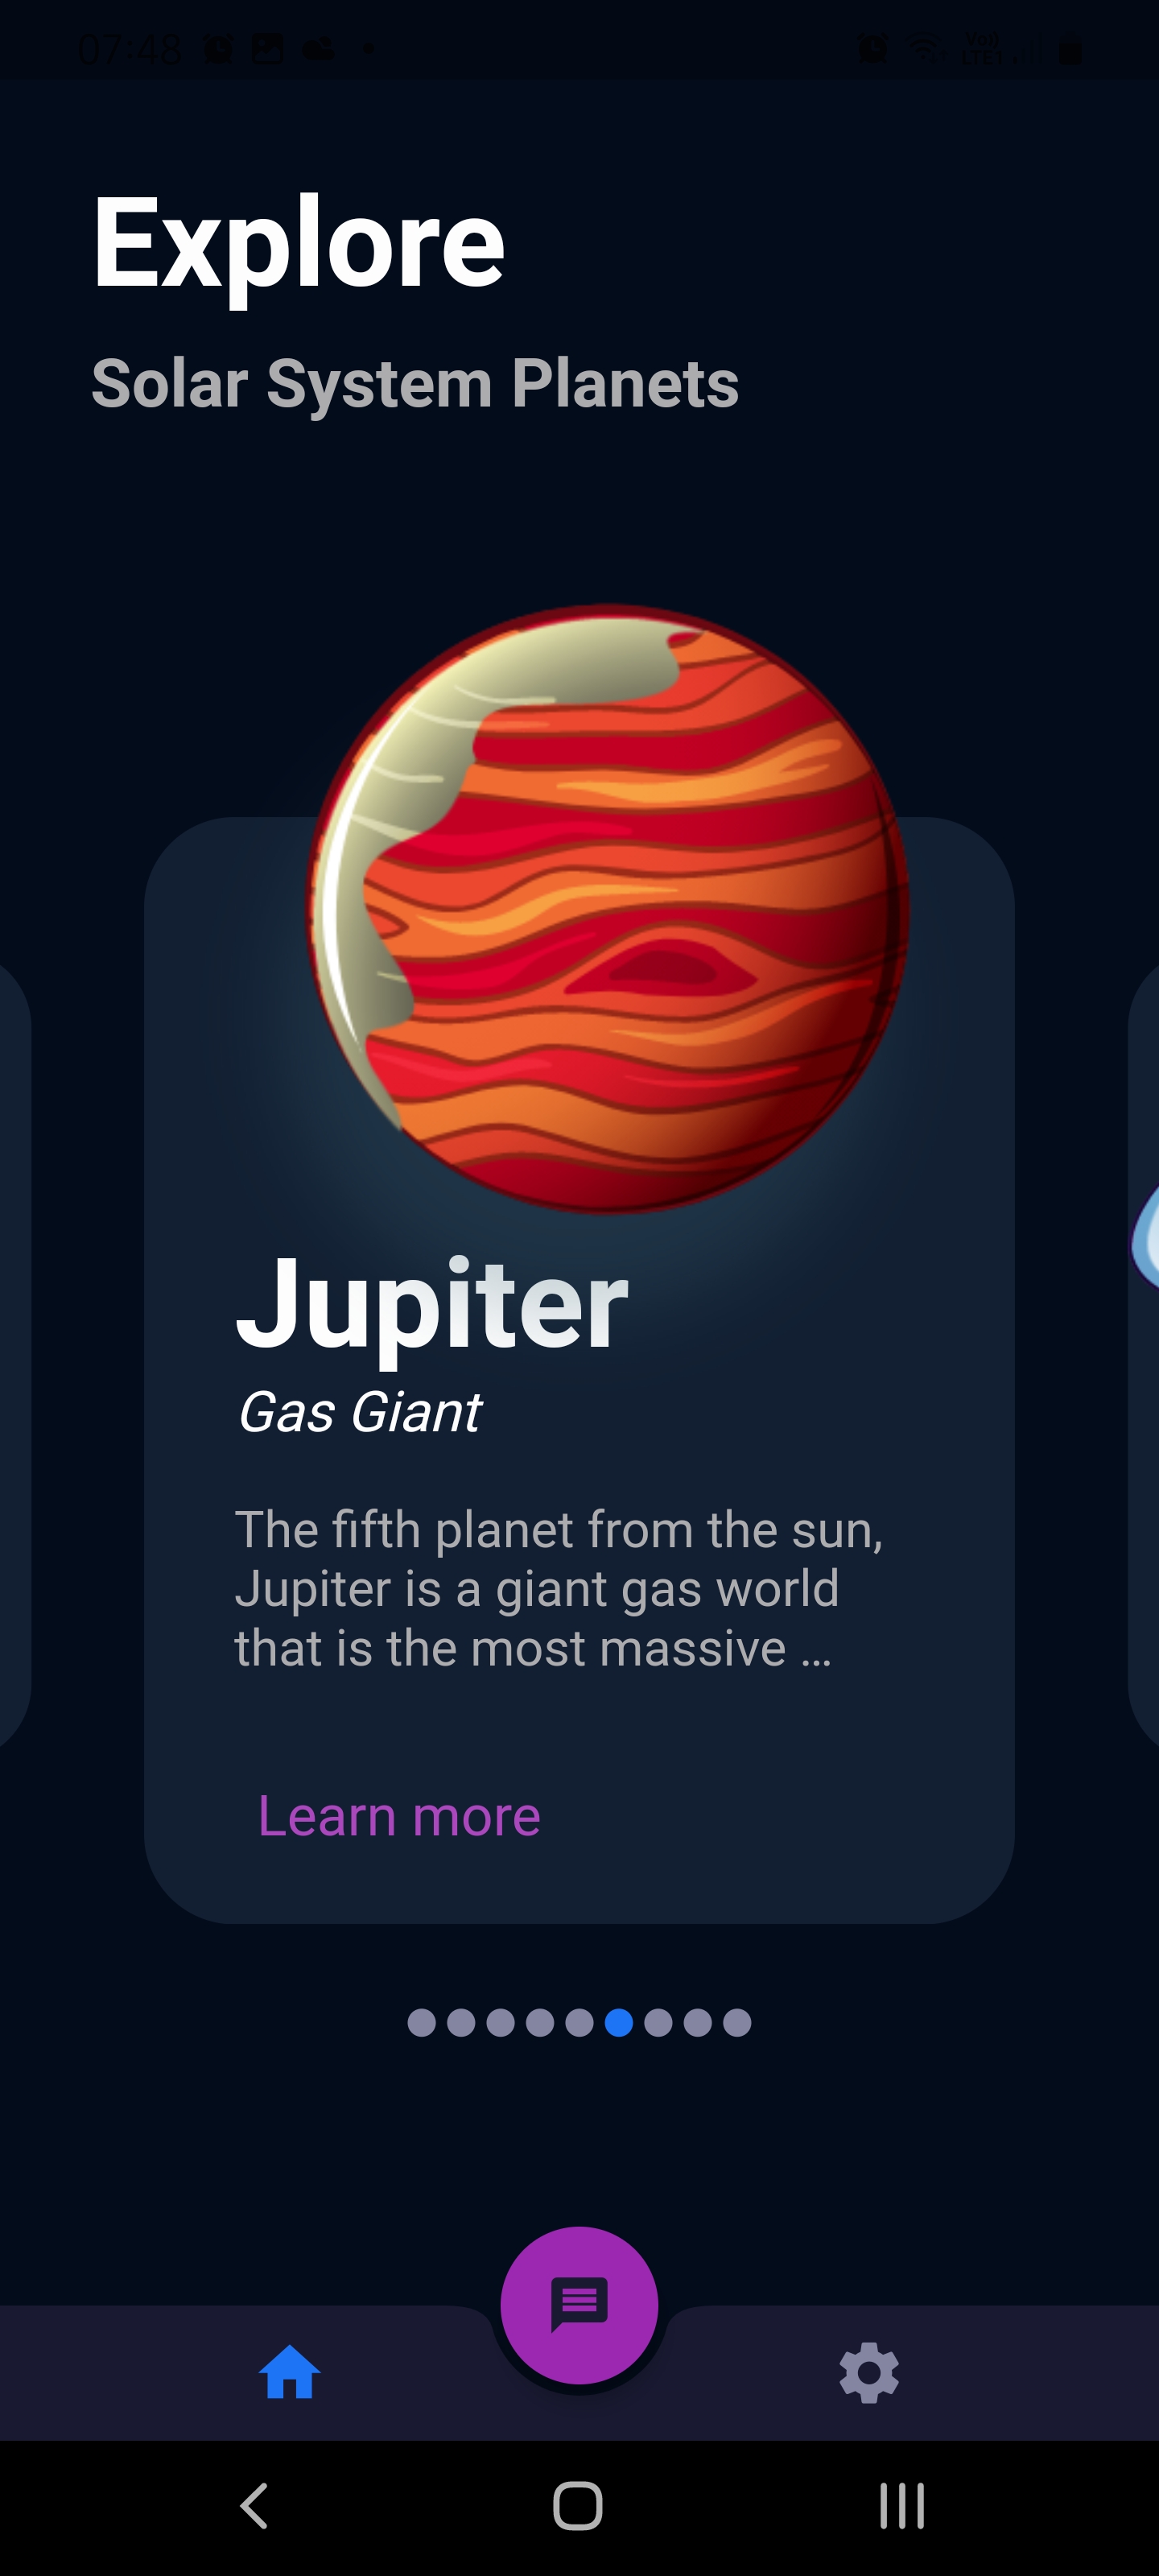 07:48
Vo))
LTE1
Explore
Solar System Planets
Jupiter
Gas Giant
The fifth planet from the sun,
Jupiter is a giant gas world
that is the most massive ...
Learn more